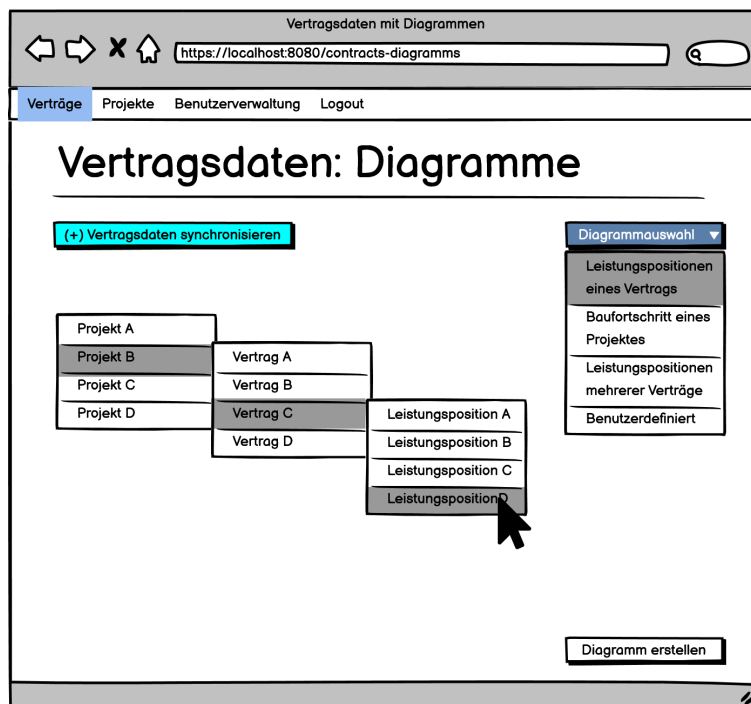 Vertragsdaten mit Diagrammen
https://localhost:8080/contracts-diagramms
Verträge Projekte Benutzerverwaltung Logout
Vertragsdaten: Diagramme
(+) Vertragsdaten synchronisieren
Diagrammauswahl
Leistungspositionen
eines Vertrags
Baufortschritt eines
Projektes
Leistungspositionen
mehrerer Verträge
Benutzerdefiniert
Projekt A
Projekt B
Projekt C
Projekt D
Vertrag A
Vertrag B
Vertrag C
Vertrag D
Leistungsposition A
Leistungsposition B
Leistungsposition C
Leistungsposition D
Diagramm erstellen